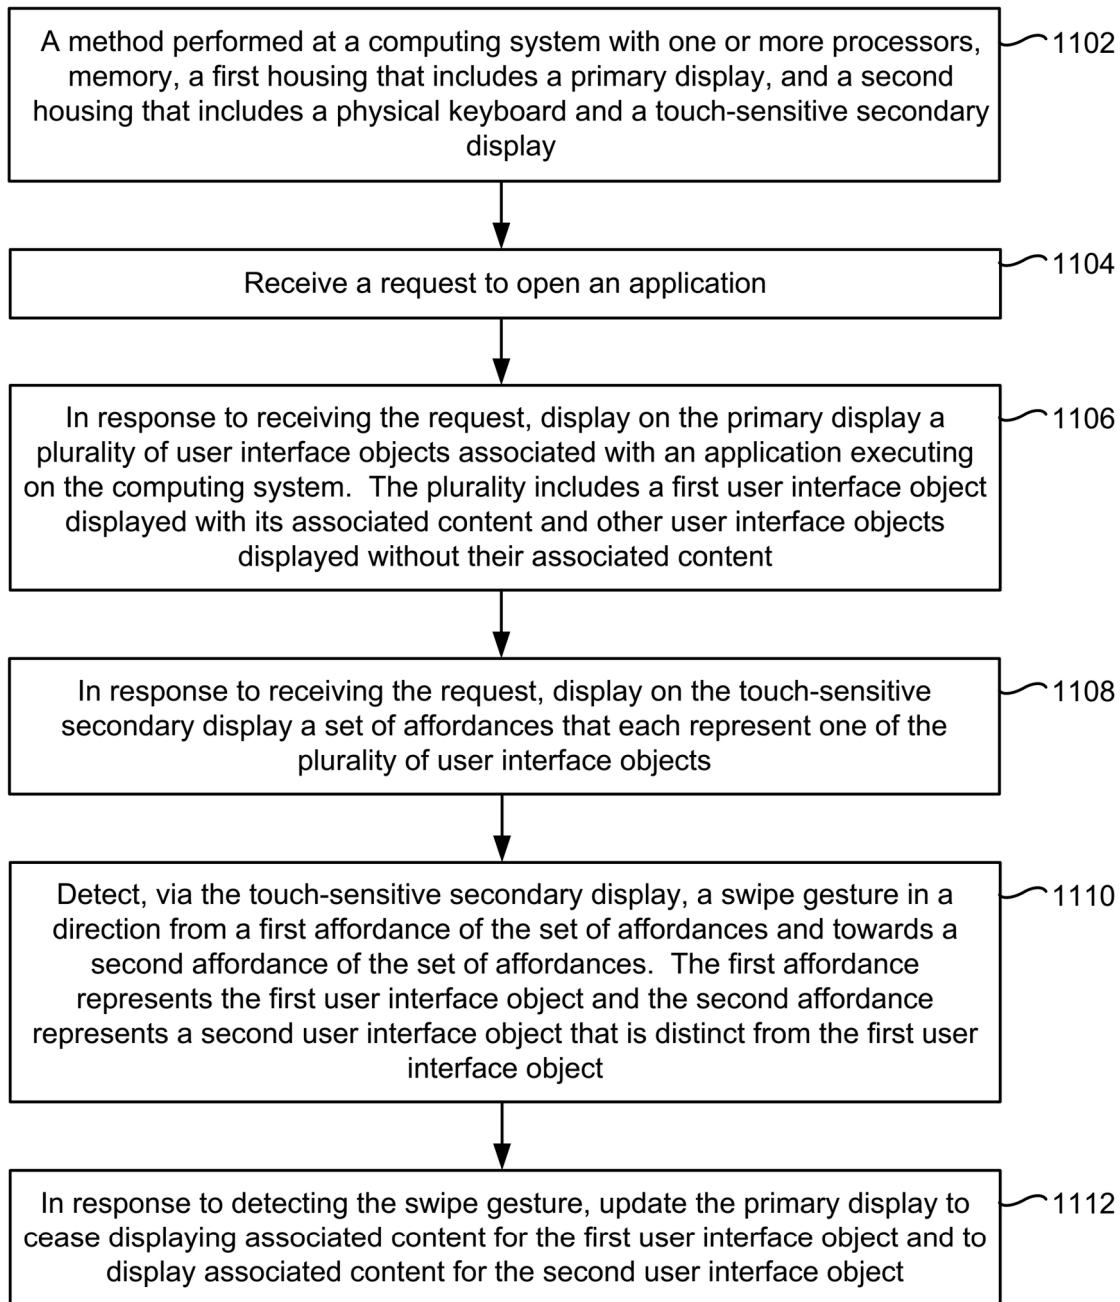 A method performed at a computing system with one or more processors,
memory, a first housing that includes a primary display, and a second
housing that includes a physical keyboard and a touch-sensitive secondary
display
1102
Receive a request to open an application
1104
In response to receiving the request, display on the primary display a
plurality of user interface objects associated with an application executing
on the computing system.  The plurality includes a first user interface object
displayed with its associated content and other user interface objects
displayed without their associated content
1106
In response to receiving the request, display on the touch-sensitive
secondary display a set of affordances that each represent one of the
plurality of user interface objects
1108
Detect, via the touch-sensitive secondary display, a swipe gesture in a
direction from a first affordance of the set of affordances and towards a
second affordance of the set of affordances.  The first affordance
represents the first user interface object and the second affordance
represents a second user interface object that is distinct from the first user
interface object
1110
In response to detecting the swipe gesture, update the primary display to
cease displaying associated content for the first user interface object and to
display associated content for the second user interface object
1112